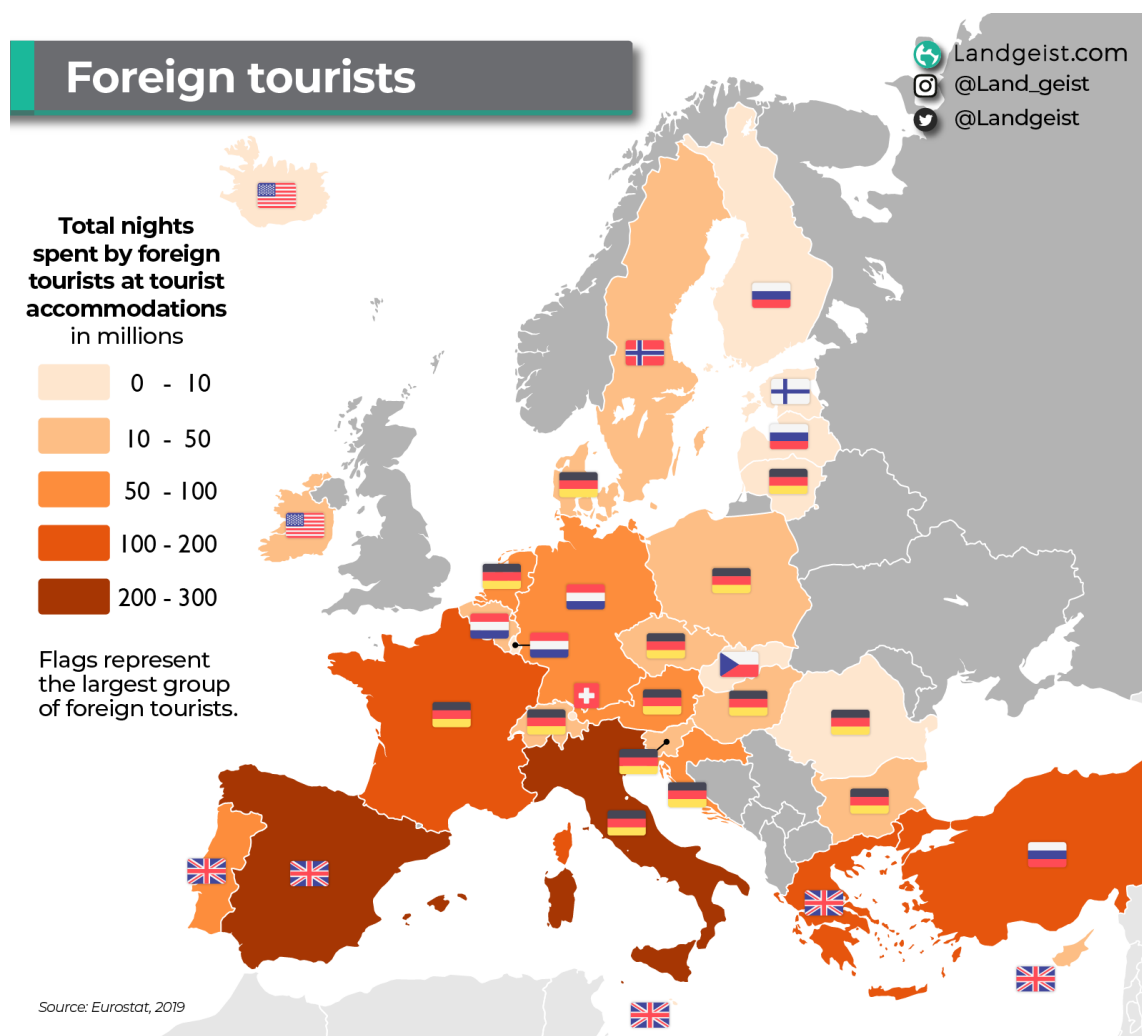 Foreign tourists
Landgeist.com
@Land_geist
@Landgeist
Total nights
spent by foreign
tourists at tourist
accommodations
in millions
0 - 10
10 - 50
50 - 100
100 - 200
200 - 300
Flags represent
the largest group
of foreign tourists.
Source: Eurostat, 2019